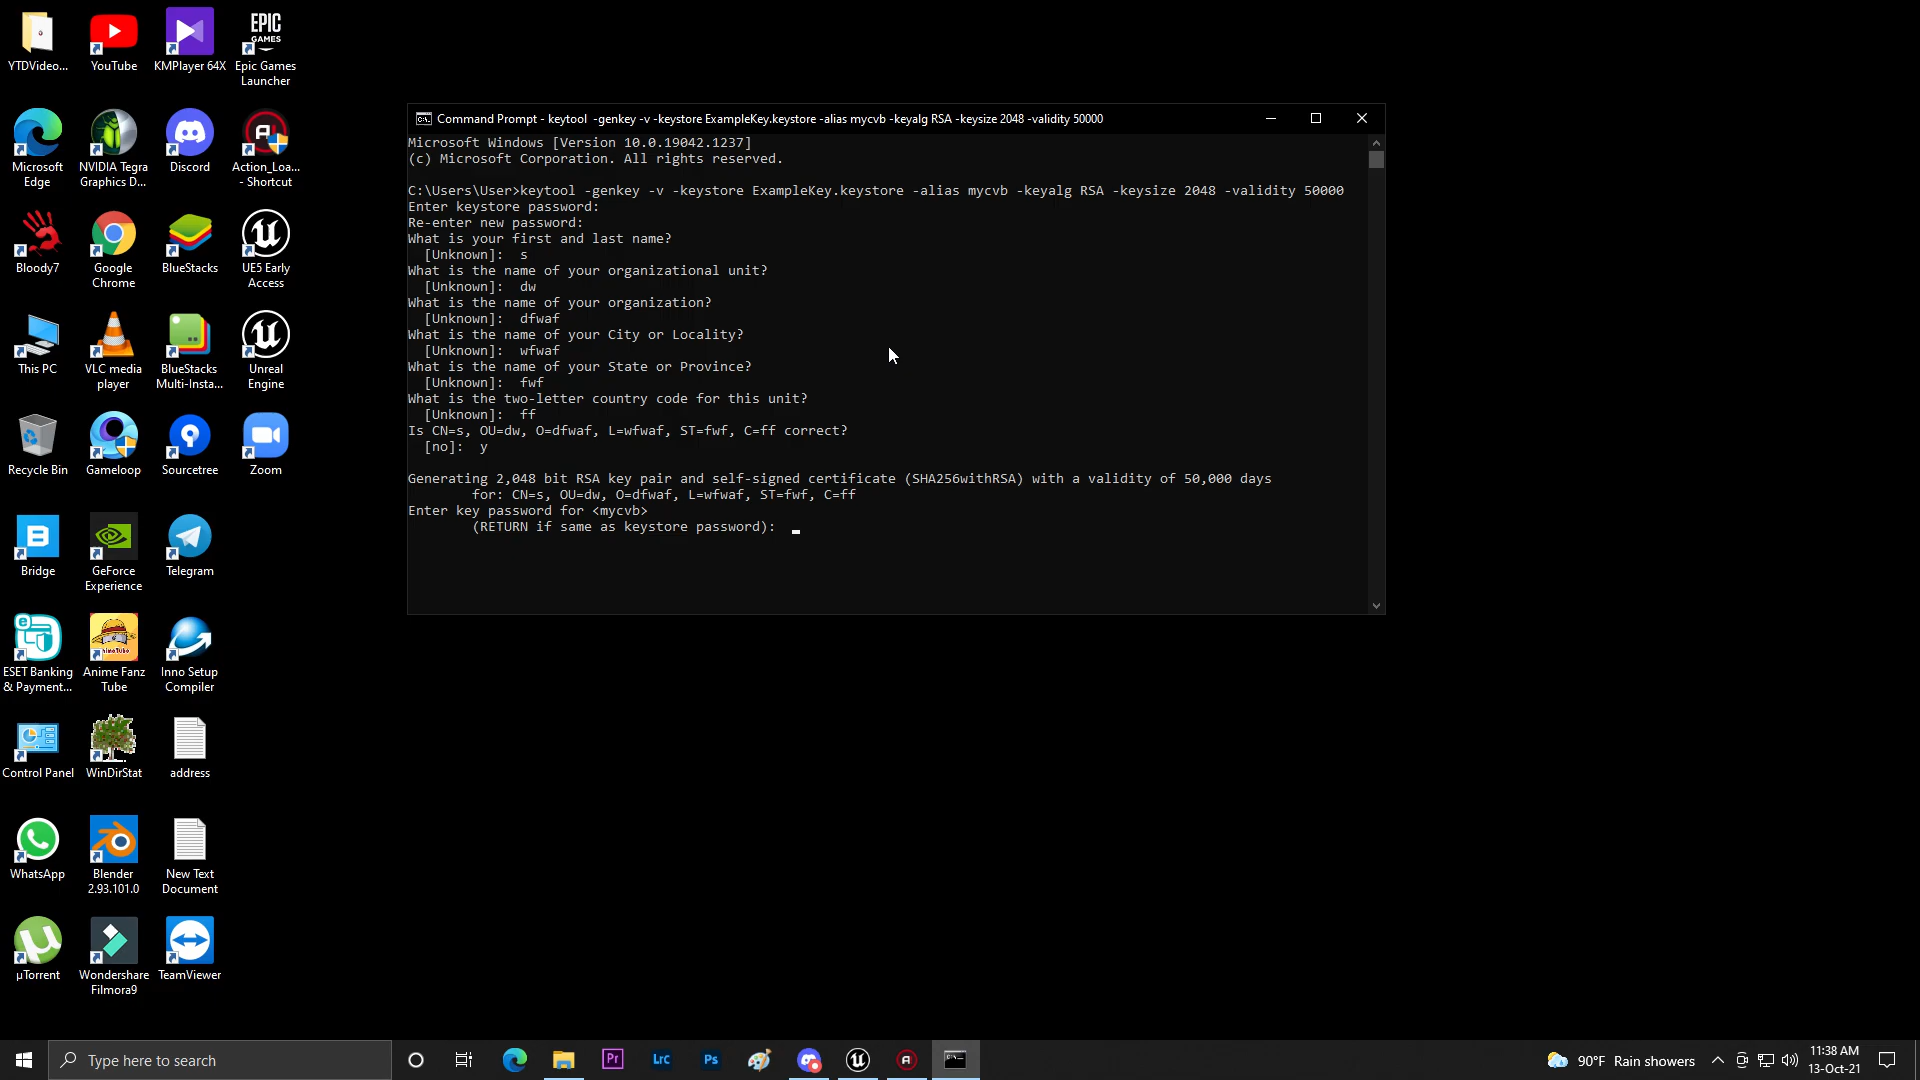 YTDVideo...
YouTube
KMPlayer 64X
EPIC
GAMES
Epic Games
Launcher
Microsoft
Edge
NVIDIA Tegra
Graphics D...
Discord
Action_Loa...
- Shortcut
Bloody7
Google
Chrome
BlueStacks
UE5 Early
Access
This PC
VLC media
player
BlueStacks
Multi-Insta...
Unreal
Engine
Recycle Bin
Gameloop
Sourcetree
Zoom
Bridge
GeForce
Experience
Telegram
ESET Banking
& Payment...
Anime Fanz
Tube
Inno Setup
Compiler
Control Panel
WinDirStat
address
WhatsApp
Blender
2.93.101.0
New Text
Document
µTorrent
Wondershare
Filmora9
TeamViewer
Command Prompt - keytool  -genkey -v -keystore ExampleKey.keystore -alias mycvb -keyalg RSA -keysize 2048 -validity 50000
Microsoft Windows [Version 10.0.19042.1237]
(c) Microsoft Corporation. All rights reserved.
C:\Users\User>keytool -genkey -v -keystore ExampleKey.keystore -alias mycvb -keyalg RSA -keysize 2048 -validity 50000
Enter keystore password:
Re-enter new password:
What is your first and last name?
[Unknown]:  s
What is the name of your organizational unit?
[Unknown]:  dw
What is the name of your organization?
[Unknown]:  dfwaf
What is the name of your City or Locality?
[Unknown]:  wfwaf
What is the name of your State or Province?
[Unknown]:  fwf
What is the two-letter country code for this unit?
[Unknown]:  ff
Is CN=s, OU=dw, O=dfwaf, L=wfwaf, ST=fwf, C=ff correct?
[no]:  y
Generating 2,048 bit RSA key pair and self-signed certificate (SHA256withRSA) with a validity of 50,000 days
for: CN=s, OU=dw, O=dfwaf, L=wfwaf, ST=fwf, C=ff
Enter key password for <mycvb>
(RETURN if same as keystore password):
Type here to search
Pr
Lrc
Ps
90°F  Rain showers
11:38 AM
13-Oct-21